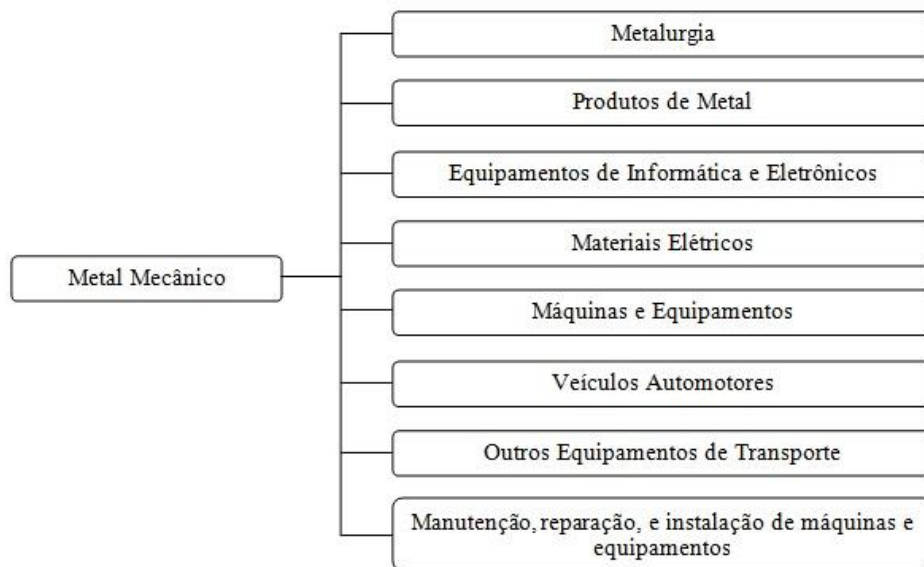 Metalurgia
Produtos de Metal
Equipamentos de Informática e Eletrônicos
Materiais Elétricos
Metal Mecânico
Máquinas e Equipamentos
Veículos Automotores
Outros Equipamentos de Transporte
Manutenção, reparação, e instalação de máquinas e
equipamentos